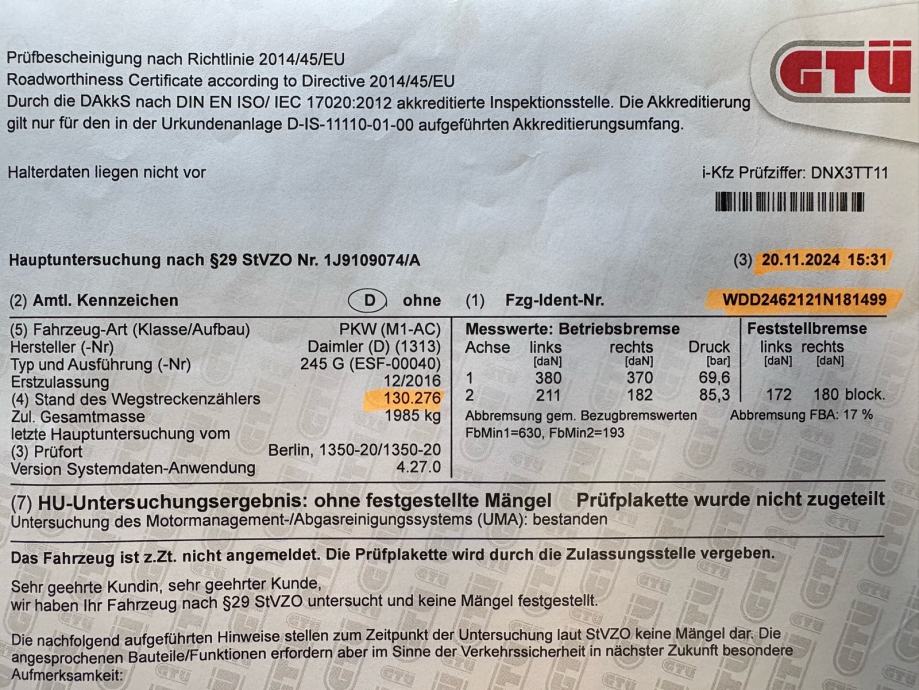 GTÜ
Prüfbescheinigung nach Richtlinie 2014/45/EU
Roadworthiness Certificate according to Directive 2014/45/EU
Durch die DAkkS nach DIN EN ISO/ IEC 17020:2012 akkreditierte Inspektionsstelle. Die Akkreditierung
gilt nur für den in der Urkundenanlage D-IS-11110-01-00 aufgeführten Akkreditierungsumfang.
Halterdaten liegen nicht vor i-Kfz Prüfziffer: DNX3TT11
Hauptuntersuchung nach §29 StVZO Nr. 1J9109074/A (3) 20.11.2024 15:31
(2) Amtl. Kennzeichen D ohne (1) Fzg-Ident-Nr. WDD2462121N181499
(5) Fahrzeug-Art (Klasse/Aufbau) PKW (M1-AC)
Hersteller (-Nr) Daimler (D) (1313)
Typ und Ausführung (-Nr) 245 G (ESF-00040)
Erstzulassung 12/2016
(4) Stand des Wegstreckenzählers 130.276
Zul. Gesamtmasse 1985 kg
letzte Hauptuntersuchung vom
(3) Prüfort Berlin, 1350-20/1350-20
Version Systemdaten-Anwendung 4.27.0
Messwerte: Betriebsbremse Feststellbremse
Achse links rechts Druck links rechts
[daN] [daN] [bar] [daN] [daN]
1 380 370 69,6
2 211 182 85,3 172 180 block.
Abbremsung gem. Bezugbremswerten Abbremsung FBA: 17 %
FbMin1=630, FbMin2=193
(7) HU-Untersuchungsergebnis: ohne festgestellte Mängel Prüfplakette wurde nicht zugeteilt
Untersuchung des Motormanagement-/Abgasreinigungssystems (UMA): bestanden
Das Fahrzeug ist z.Zt. nicht angemeldet. Die Prüfplakette wird durch die Zulassungsstelle vergeben.
Sehr geehrte Kundin, sehr geehrter Kunde,
wir haben Ihr Fahrzeug nach §29 StVZO untersucht und keine Mängel festgestellt.
Die nachfolgend aufgeführten Hinweise stellen zum Zeitpunkt der Untersuchung laut StVZO keine Mängel dar. Die
angesprochenen Bauteile/Funktionen erfordern aber im Sinne der Verkehrssicherheit in nächster Zukunft besondere
Aufmerksamkeit: